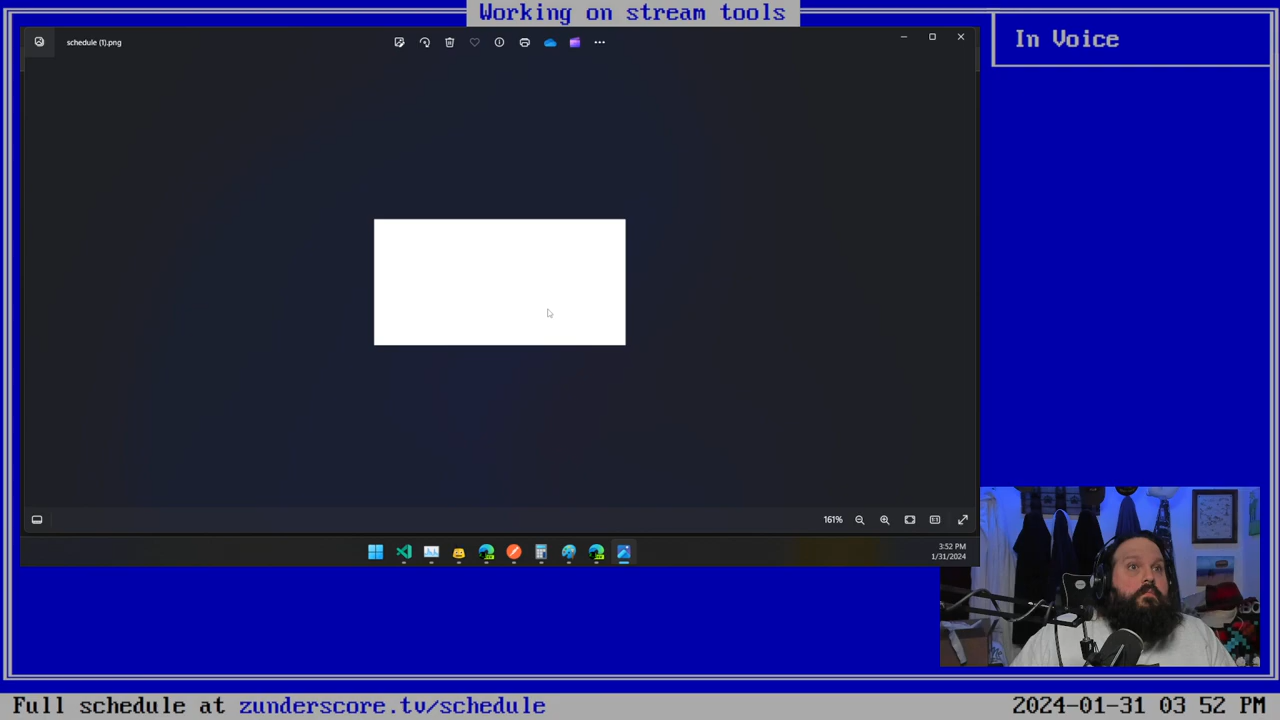 Working on stream tools
In Voice
schedule (1).png
161%
3:52 PM
1/31/2024
Full schedule at zunderscore.tv/schedule
2024-01-31 03 52 PM